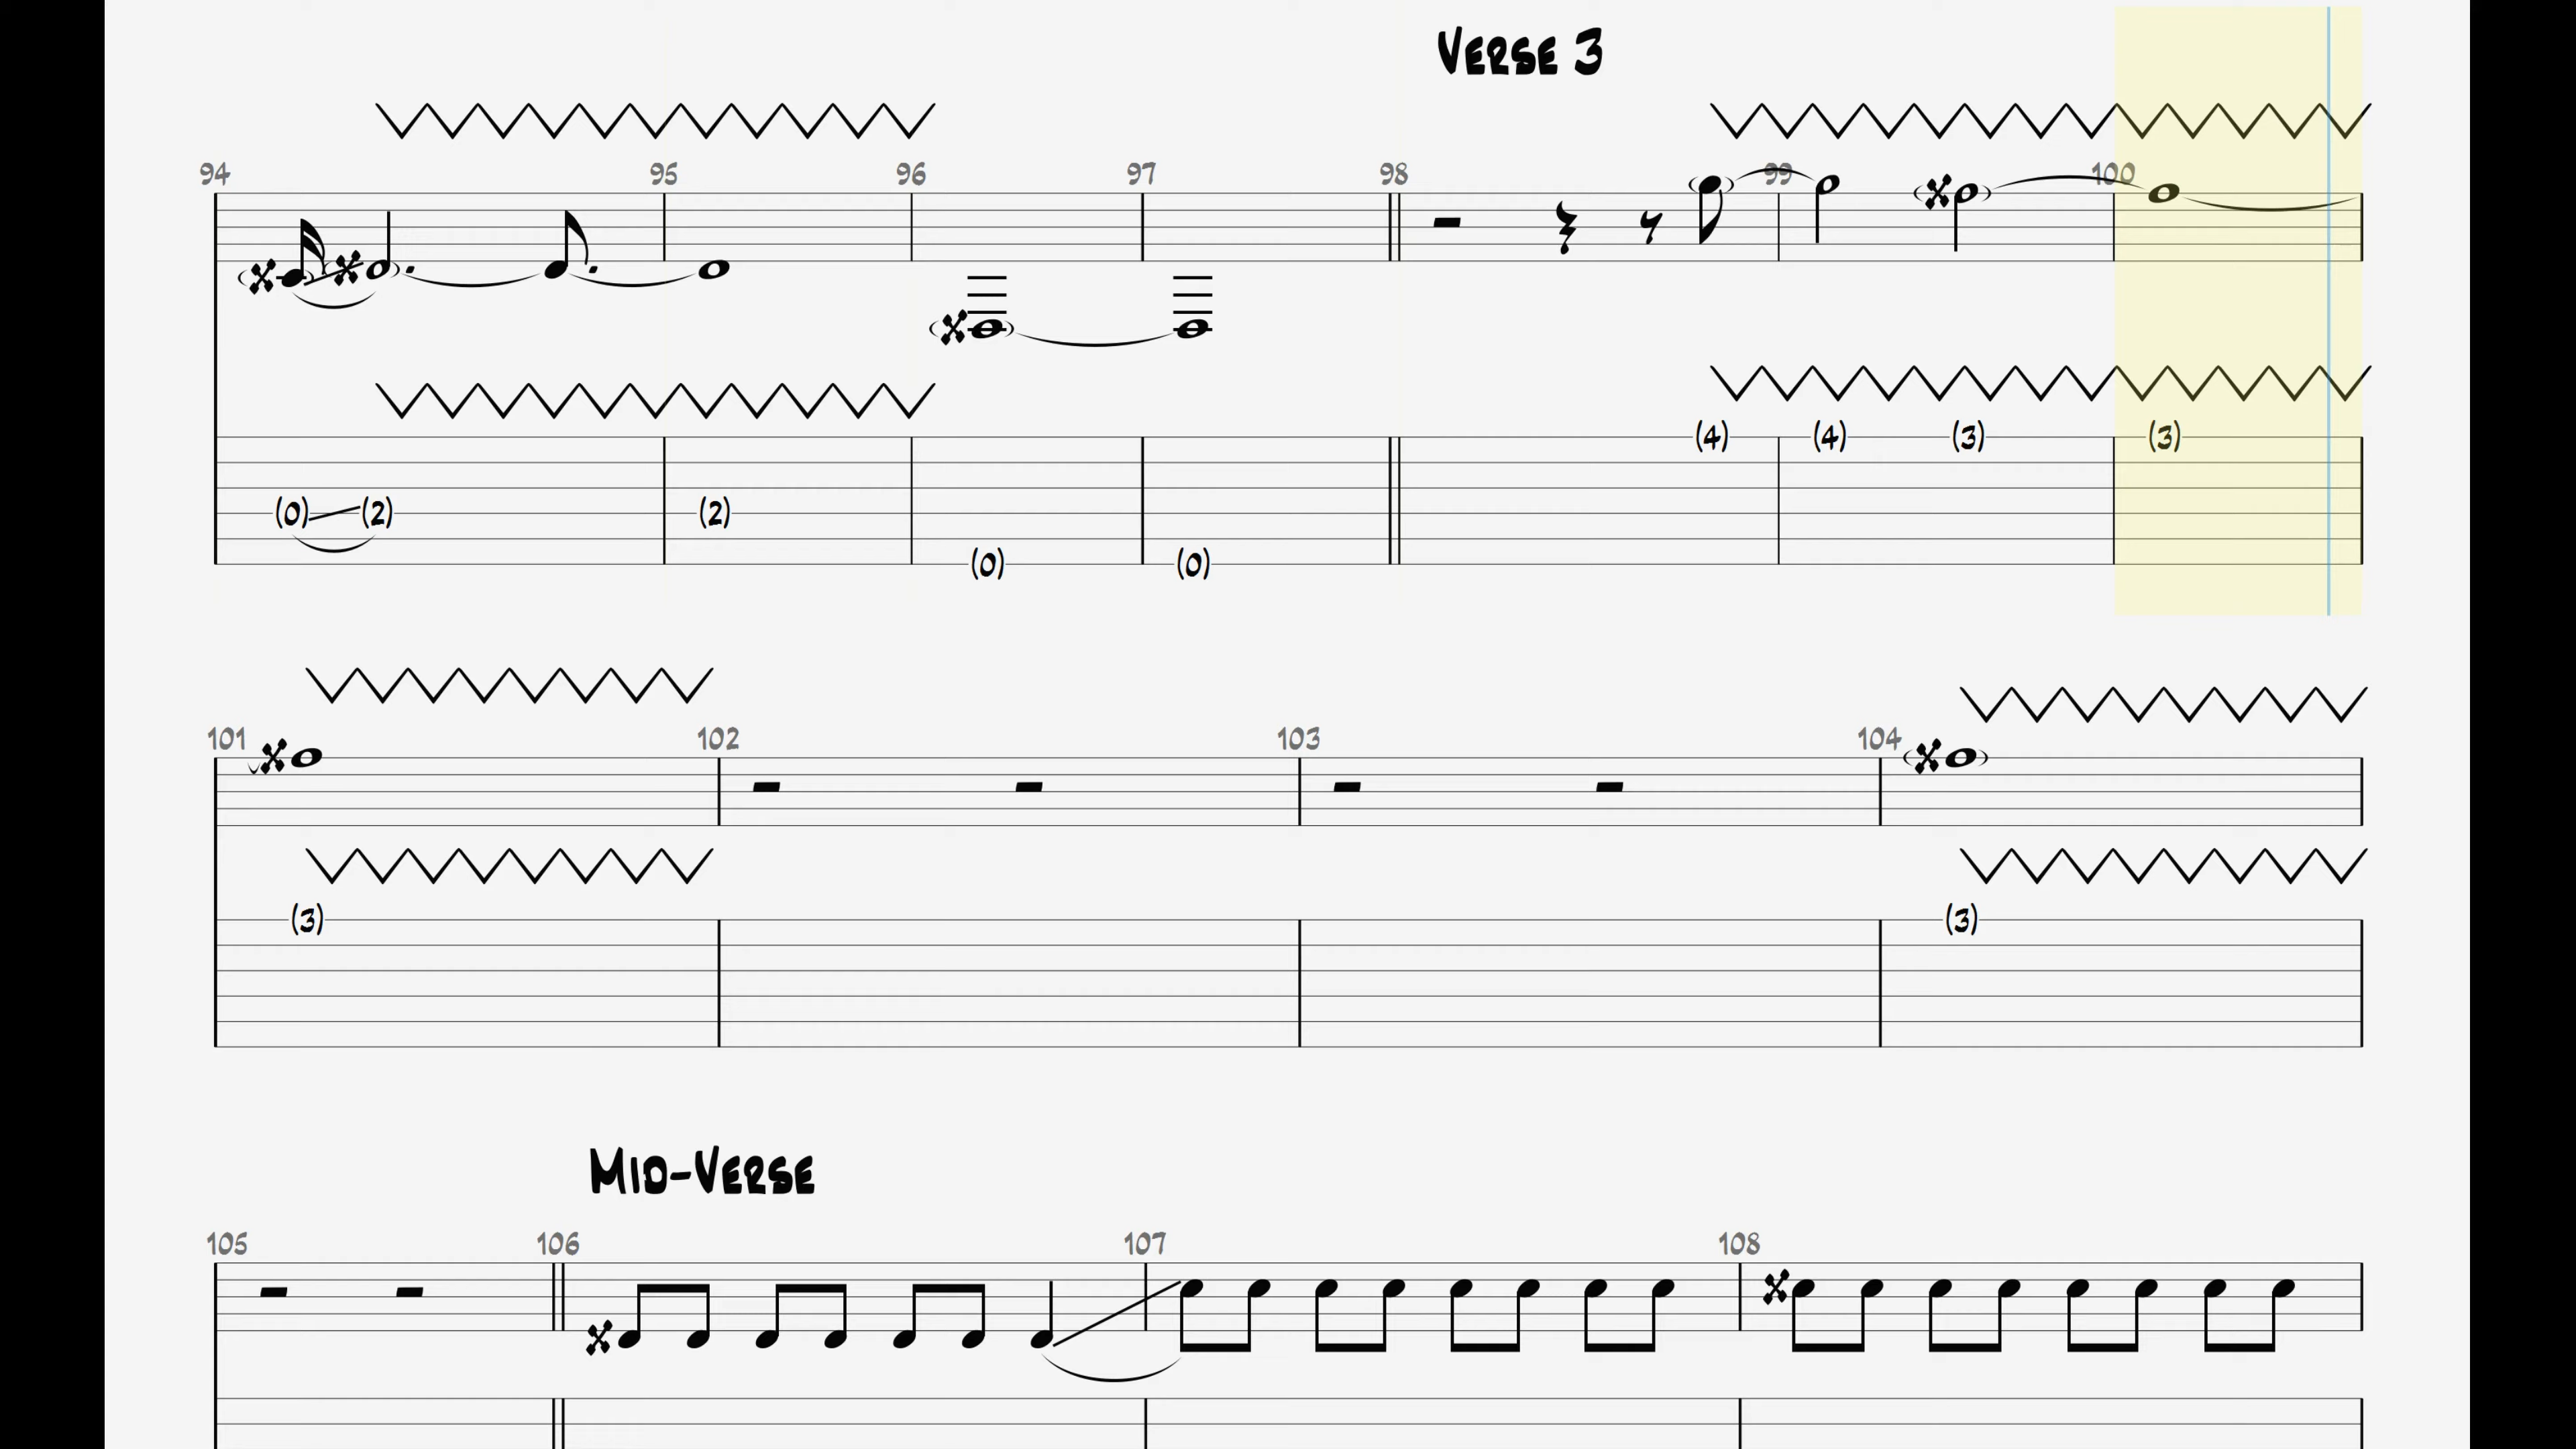 VERSE 3
94 95 96 97 98 99 100
(4) (4) (3) (3)
(0) (2) (2)
(0) (0)
101 102 103 104
(3) (3)
MID-VERSE
105 106 107 108